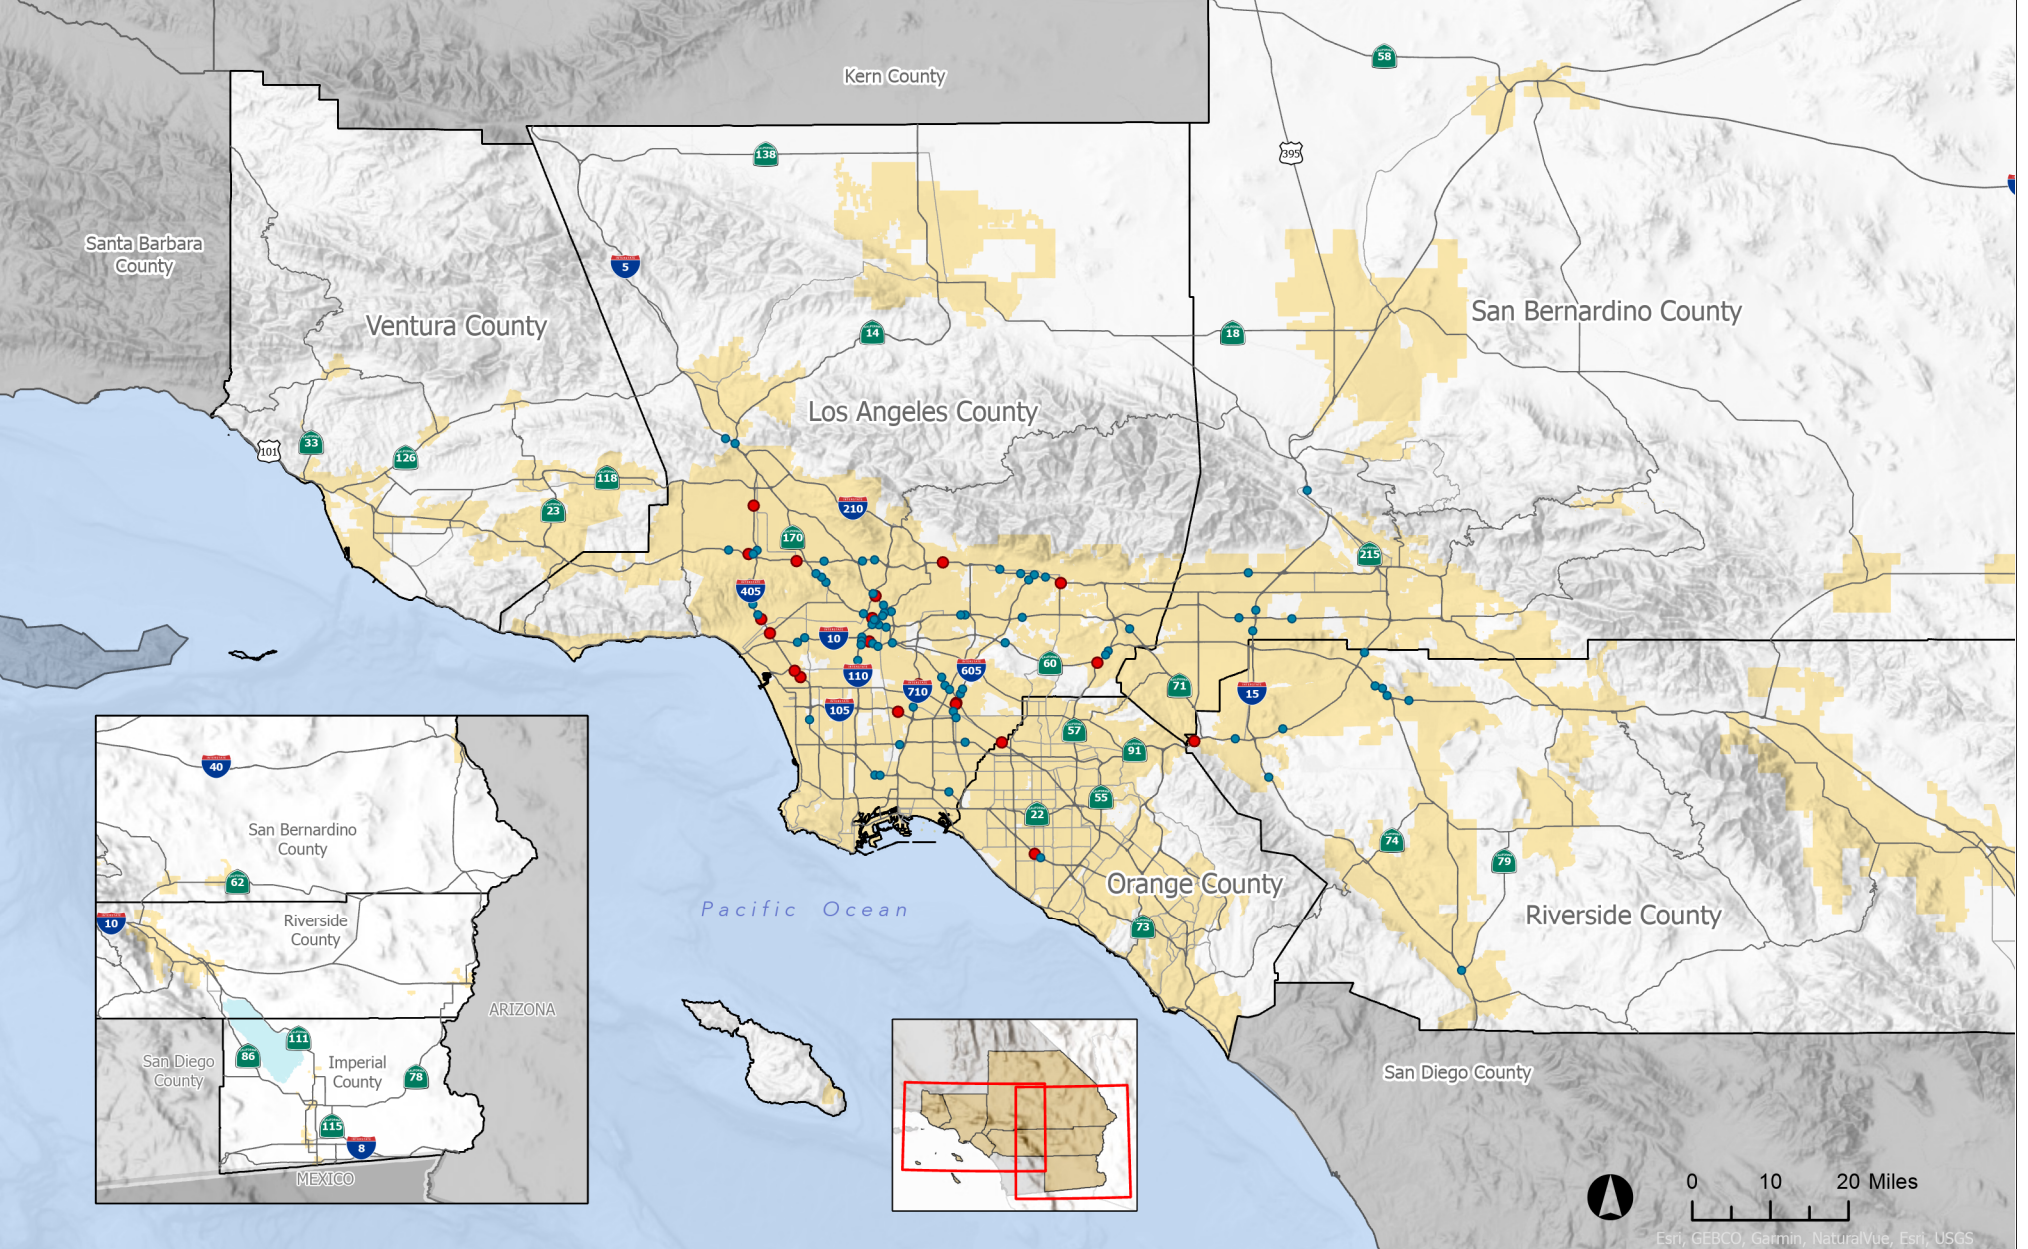 Kern County
58
138
395
Santa Barbara
County
5
Ventura County
San Bernardino County
14
18
Los Angeles County
33
101
126
118
23
210
170
215
405
10
60
605
110
710
71
15
105
57
91
55
22
74
79
Orange County
Pacific Ocean
Riverside County
73
San Diego County
40
San Bernardino
County
62
10
Riverside
County
ARIZONA
111
86
San Diego
County
Imperial
County
78
115
8
MEXICO
0 10 20 Miles
Esri, GEBCO, Garmin, NaturalVue, Esri, USGS